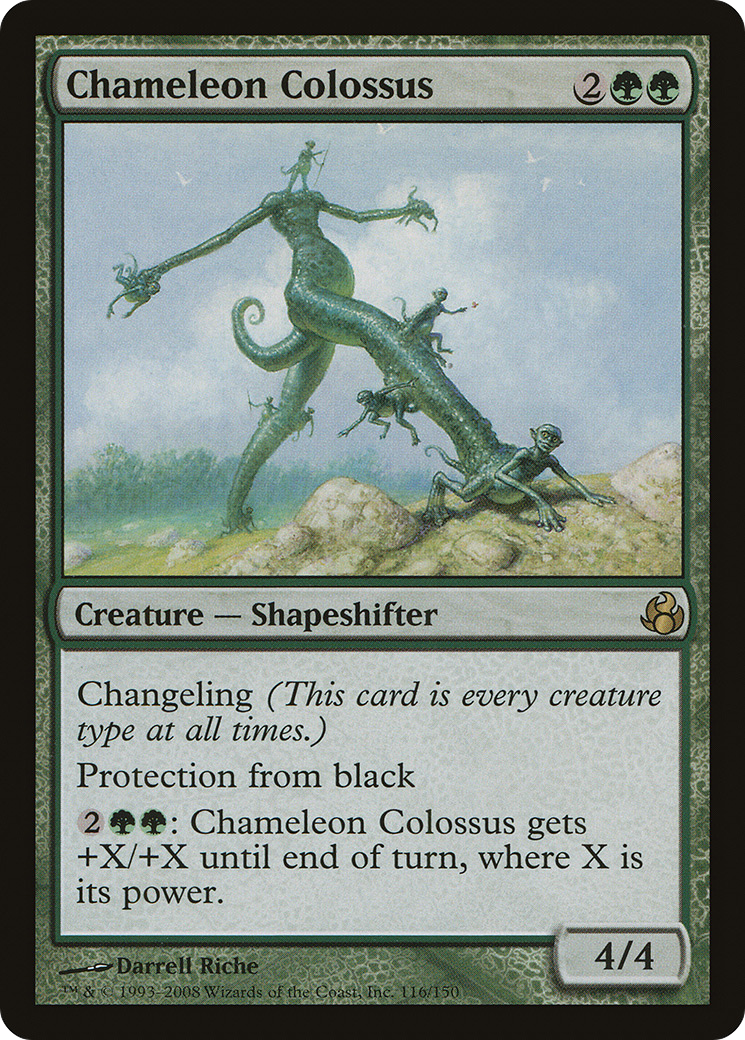 Chameleon Colossus 2
Creature — Shapeshifter
Changeling (This card is every creature
type at all times.)
Protection from black
2: Chameleon Colossus gets
+X/+X until end of turn, where X is
its power.
4/4
Darrell Riche
™ & © 1993–2008 Wizards of the Coast, Inc. 116/150